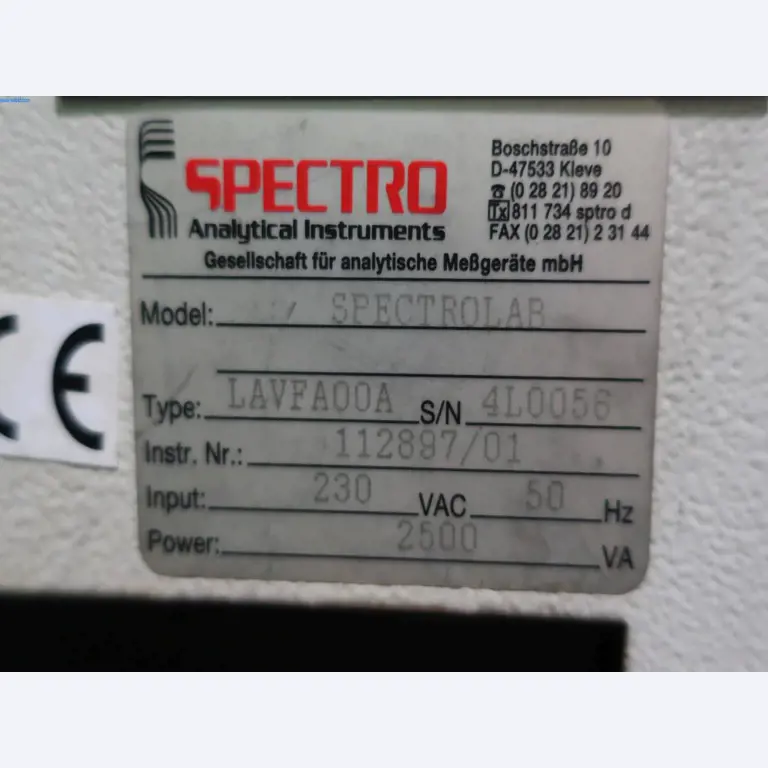 SPECTRO
Analytical Instruments
Boschstraße 10
D-47533 Kleve
☎ (0 28 21) 89 20
Tx 811 734 sptro d
FAX (0 28 21) 2 31 44
Gesellschaft für analytische Meßgeräte mbH
Model: SPECTROLAB
Type: LAVFA00A S/N 4L0056
Instr. Nr.: 112897/01
Input: 230 VAC 50 Hz
Power: 2500 VA
CE